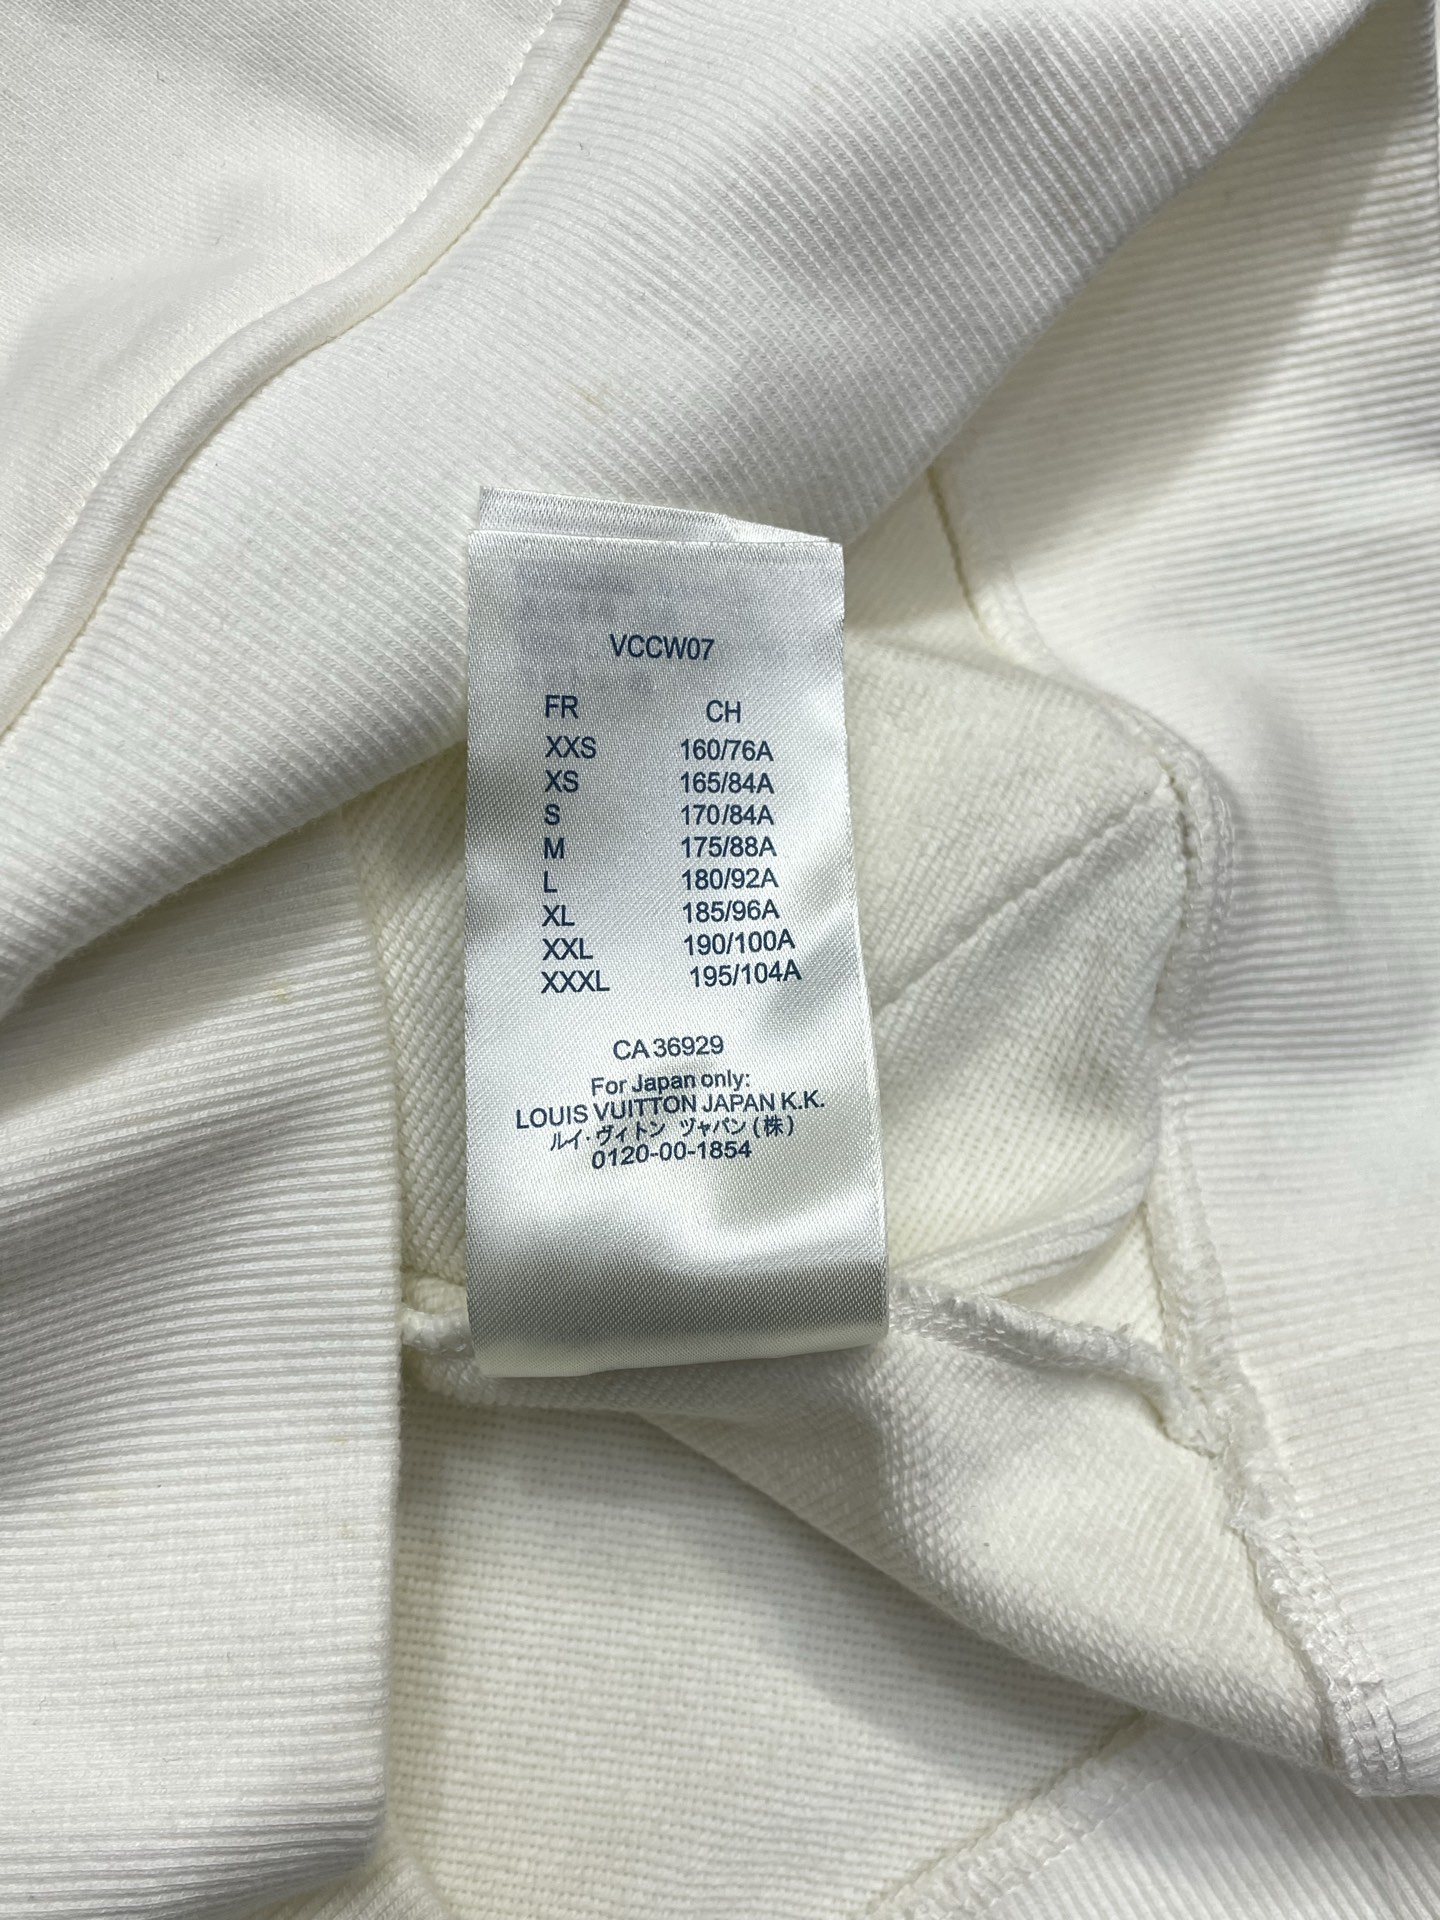 VCCW07
FR CH
XXS 160/76A
XS 165/84A
S 170/84A
M 175/88A
L 180/92A
XL 185/96A
XXL 190/100A
XXXL 195/104A
CA 36929
For Japan only:
LOUIS VUITTON JAPAN K.K.
ルイ・ヴィトン ヅャパン (株)
0120-00-1854